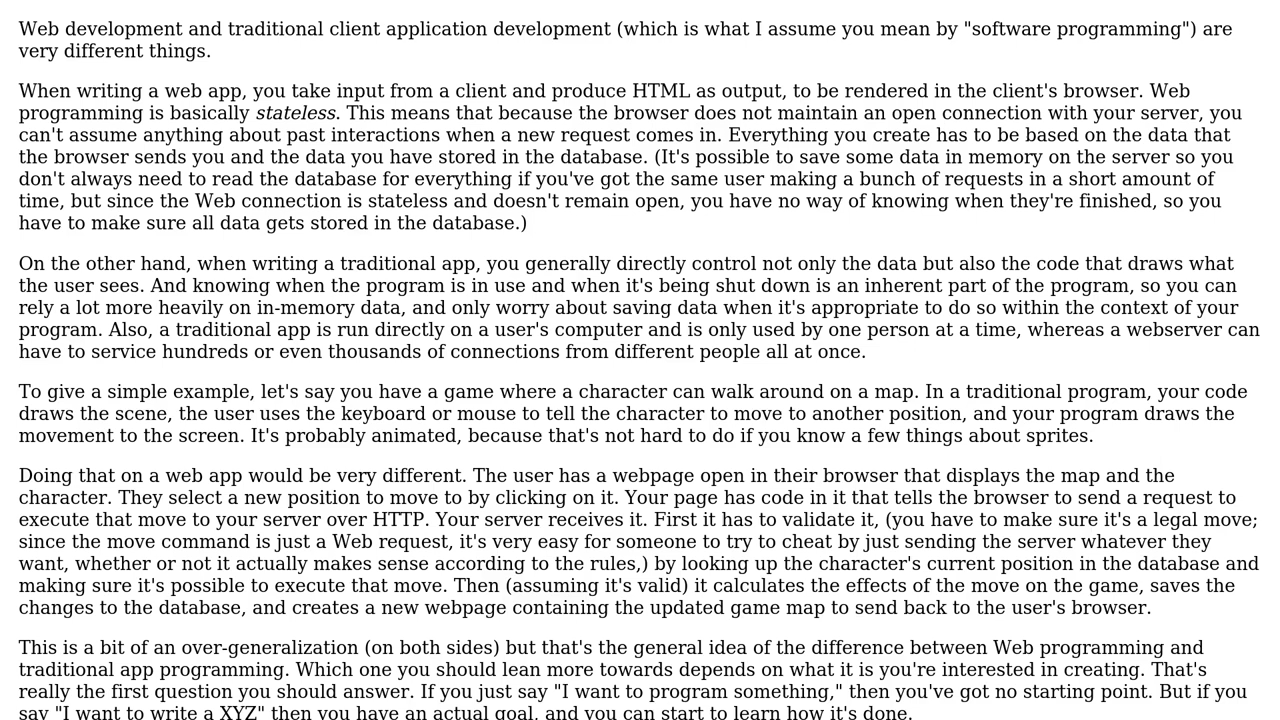 Web development and traditional client application development (which is what I assume you mean by "software programming") are
very different things.
When writing a web app, you take input from a client and produce HTML as output, to be rendered in the client's browser. Web
programming is basically stateless. This means that because the browser does not maintain an open connection with your server, you
can't assume anything about past interactions when a new request comes in. Everything you create has to be based on the data that
the browser sends you and the data you have stored in the database. (It's possible to save some data in memory on the server so you
don't always need to read the database for everything if you've got the same user making a bunch of requests in a short amount of
time, but since the Web connection is stateless and doesn't remain open, you have no way of knowing when they're finished, so you
have to make sure all data gets stored in the database.)
On the other hand, when writing a traditional app, you generally directly control not only the data but also the code that draws what
the user sees. And knowing when the program is in use and when it's being shut down is an inherent part of the program, so you can
rely a lot more heavily on in-memory data, and only worry about saving data when it's appropriate to do so within the context of your
program. Also, a traditional app is run directly on a user's computer and is only used by one person at a time, whereas a webserver can
have to service hundreds or even thousands of connections from different people all at once.
To give a simple example, let's say you have a game where a character can walk around on a map. In a traditional program, your code
draws the scene, the user uses the keyboard or mouse to tell the character to move to another position, and your program draws the
movement to the screen. It's probably animated, because that's not hard to do if you know a few things about sprites.
Doing that on a web app would be very different. The user has a webpage open in their browser that displays the map and the
character. They select a new position to move to by clicking on it. Your page has code in it that tells the browser to send a request to
execute that move to your server over HTTP. Your server receives it. First it has to validate it, (you have to make sure it's a legal move;
since the move command is just a Web request, it's very easy for someone to try to cheat by just sending the server whatever they
want, whether or not it actually makes sense according to the rules,) by looking up the character's current position in the database and
making sure it's possible to execute that move. Then (assuming it's valid) it calculates the effects of the move on the game, saves the
changes to the database, and creates a new webpage containing the updated game map to send back to the user's browser.
This is a bit of an over-generalization (on both sides) but that's the general idea of the difference between Web programming and
traditional app programming. Which one you should lean more towards depends on what it is you're interested in creating. That's
really the first question you should answer. If you just say "I want to program something," then you've got no starting point. But if you
say "I want to write a XYZ" then you have an actual goal, and you can start to learn how it's done.